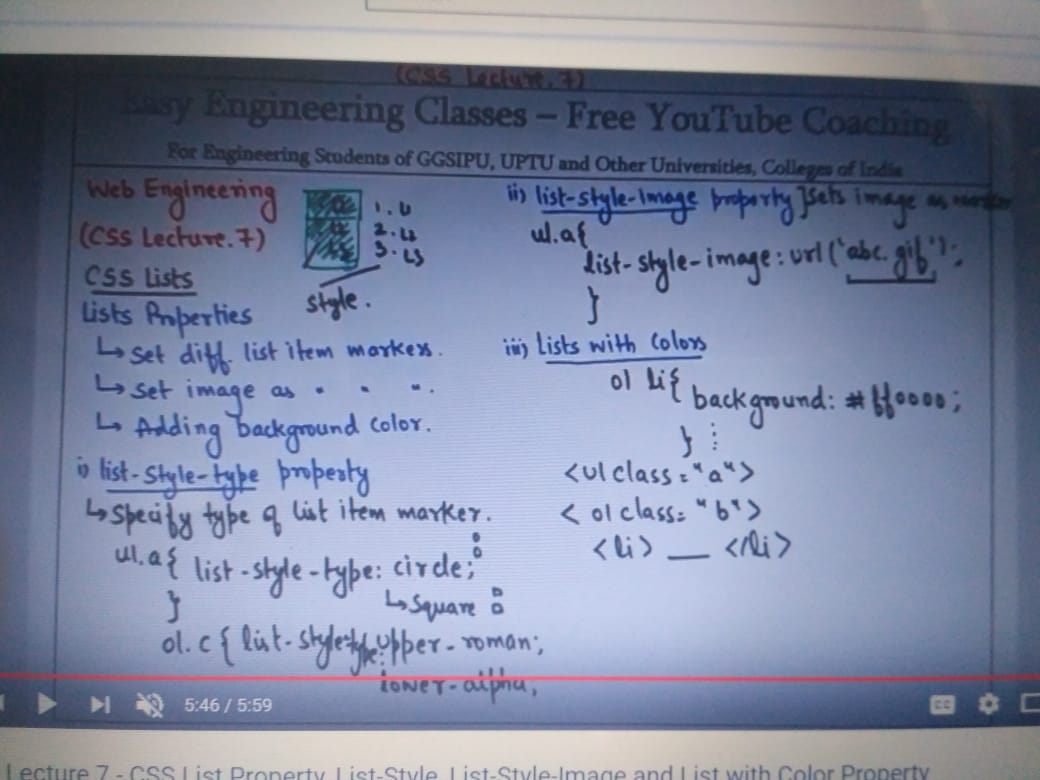 (CSS Lecture.7)
Easy Engineering Classes – Free YouTube Coaching
For Engineering Students of GGSIPU, UPTU and Other Universities, Colleges of India
Web Engineering
(CSS Lecture.7)
1. U
2. U
3. U
style.
CSS Lists
Lists Properties
↳ Set diff. list item markers.
↳ Set image as " " ".
↳ Adding background color.
i) list-style-type property
↳ Specify type of list item marker.
ul.a{ list-style-type: circle;
}
↳ Square
ol.c{ list-style-type: upper-roman;
lower-alpha,
ii) list-style-image property ]sets image as marker
ul.a{
list-style-image: url('abc.gif');
}
iii) Lists with Colors
ol li{
background: #ff0000;
} ⋮
<ul class="a">
<ol class="b">
<li> __ </li>
5:46 / 5:59
CC
Lecture 7 - CSS List Property, List-Style, List-Style-Image and List with Color Property